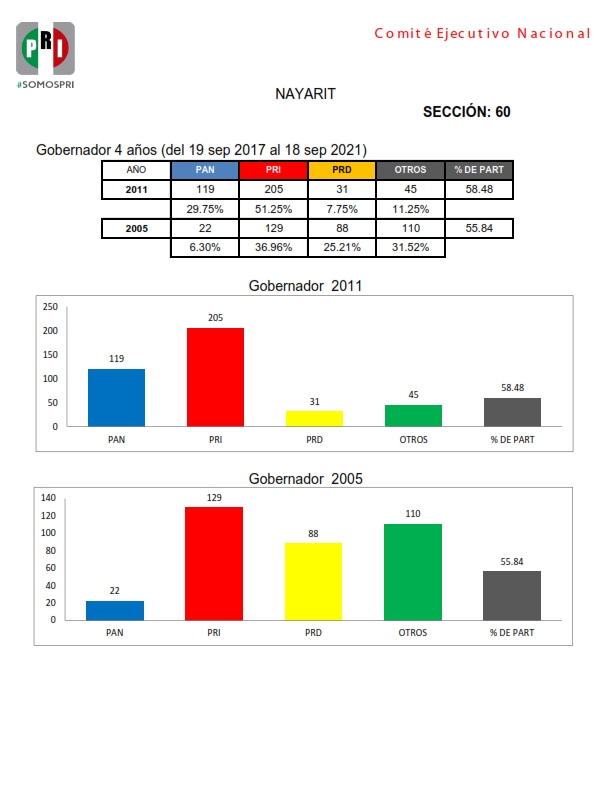 Comité Ejecutivo Nacional
PRI
#SOMOSPRI
NAYARIT
SECCIÓN: 60
Gobernador 4 años (del 19 sep 2017 al 18 sep 2021)
AÑO PAN PRI PRD OTROS % DE PART
2011 119 205 31 45 58.48
29.75% 51.25% 7.75% 11.25%
2005 22 129 88 110 55.84
6.30% 36.96% 25.21% 31.52%
Gobernador 2011
250
200
150
100
50
0
119
205
31
45
58.48
PAN PRI PRD OTROS % DE PART
Gobernador 2005
140
120
100
80
60
40
20
0
22
129
88
110
55.84
PAN PRI PRD OTROS % DE PART